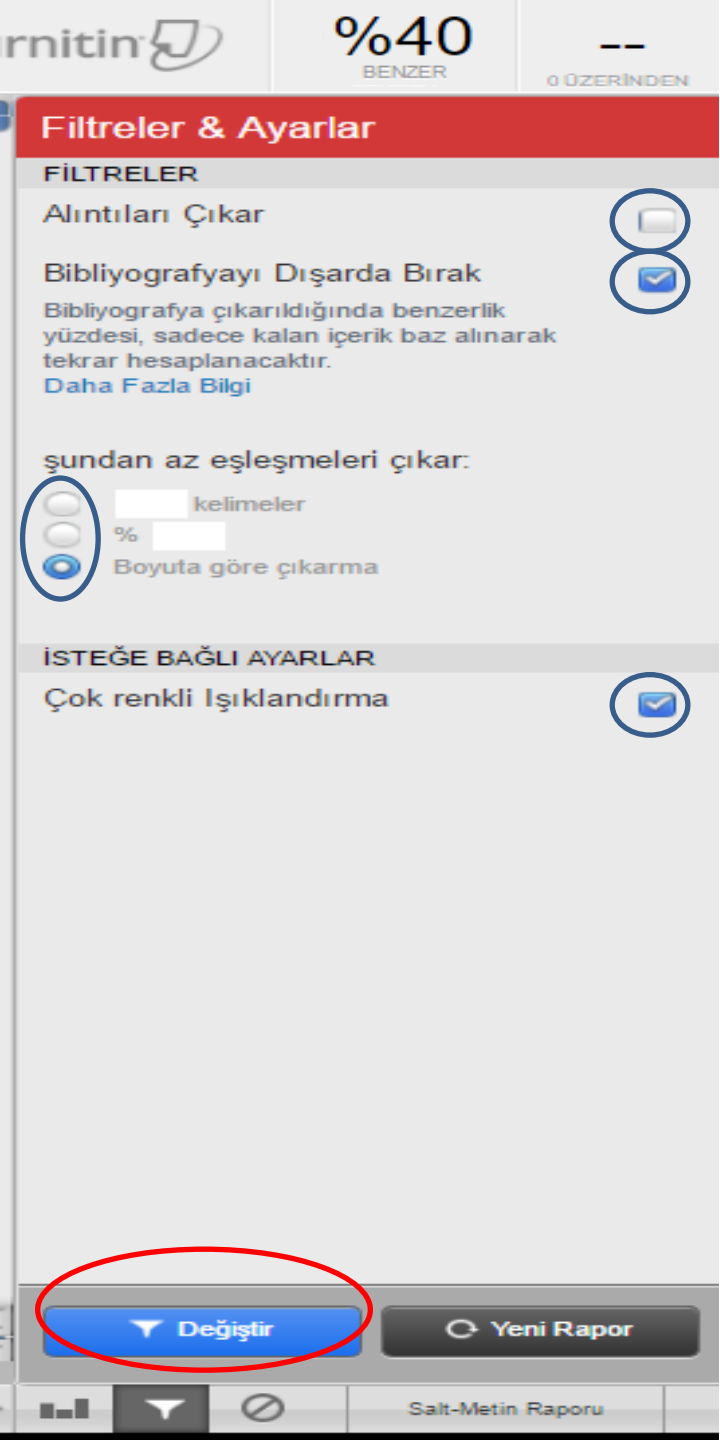 rnitin
%40
BENZER
--
0 ÜZERİNDEN
Filtreler & Ayarlar
FİLTRELER
Alıntıları Çıkar
Bibliyografyayı Dışarda Bırak
Bibliyografya çıkarıldığında benzerlik
yüzdesi, sadece kalan içerik baz alınarak
tekrar hesaplanacaktır.
Daha Fazla Bilgi
şundan az eşleşmeleri çıkar:
kelimeler
%
Boyuta göre çıkarma
İSTEĞE BAĞLI AYARLAR
Çok renkli Işıklandırma
Değiştir
Yeni Rapor
Salt-Metin Raporu